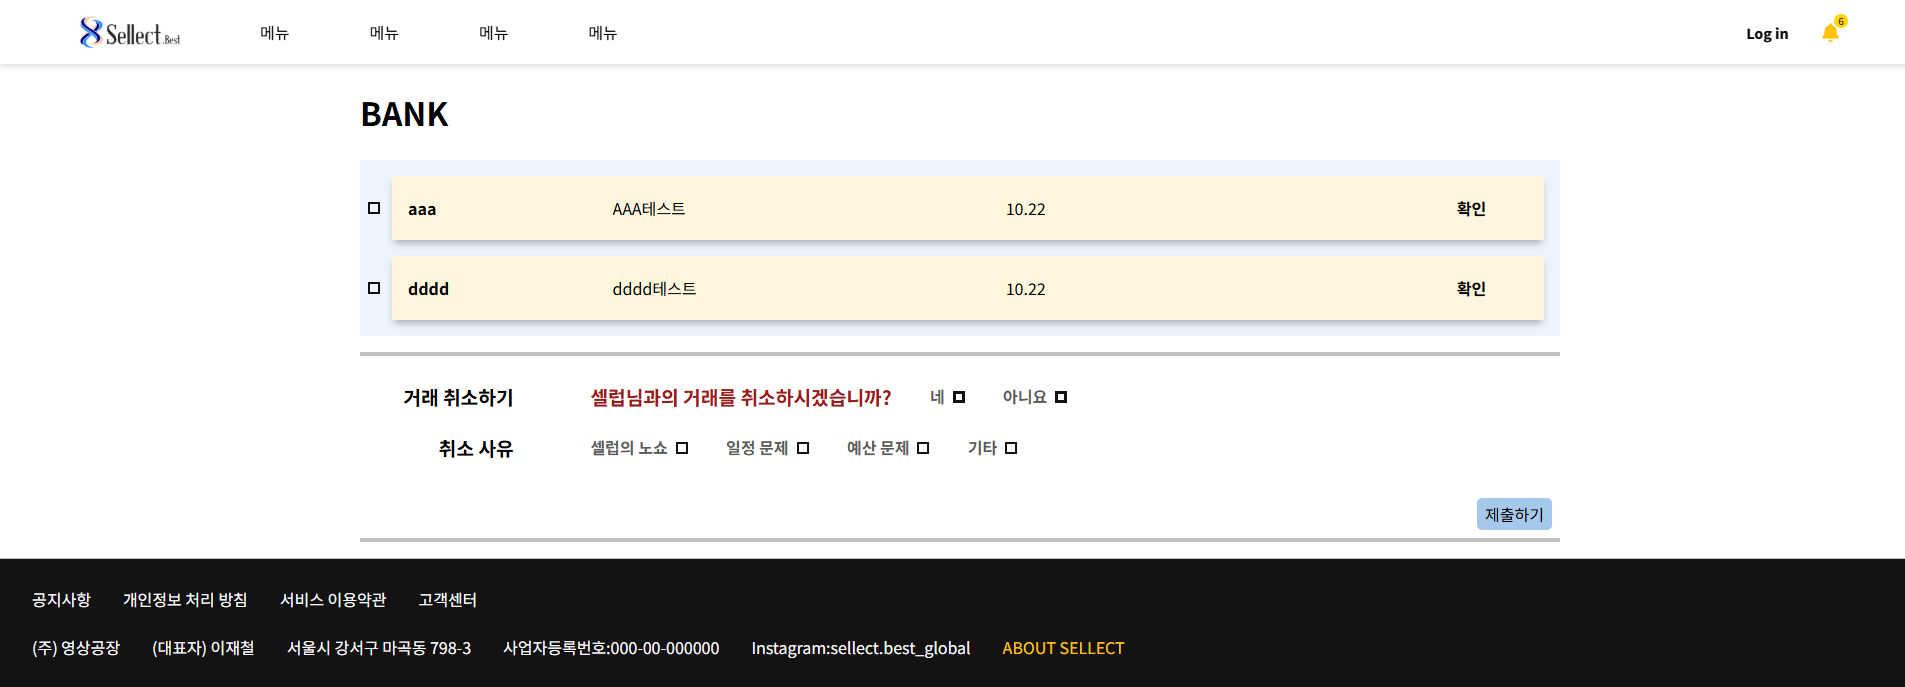 Sellect.Best 메뉴 메뉴 메뉴 메뉴 Log in 6
BANK
aaa AAA테스트 10.22 확인
dddd dddd테스트 10.22 확인
거래 취소하기 셀럽님과의 거래를 취소하시겠습니까? 네 아니요
취소 사유 셀럽의 노쇼 일정 문제 예산 문제 기타
제출하기
공지사항 개인정보 처리 방침 서비스 이용약관 고객센터
(주) 영상공장 (대표자) 이재철 서울시 강서구 마곡동 798-3 사업자등록번호:000-00-000000 Instagram:sellect.best_global ABOUT SELLECT